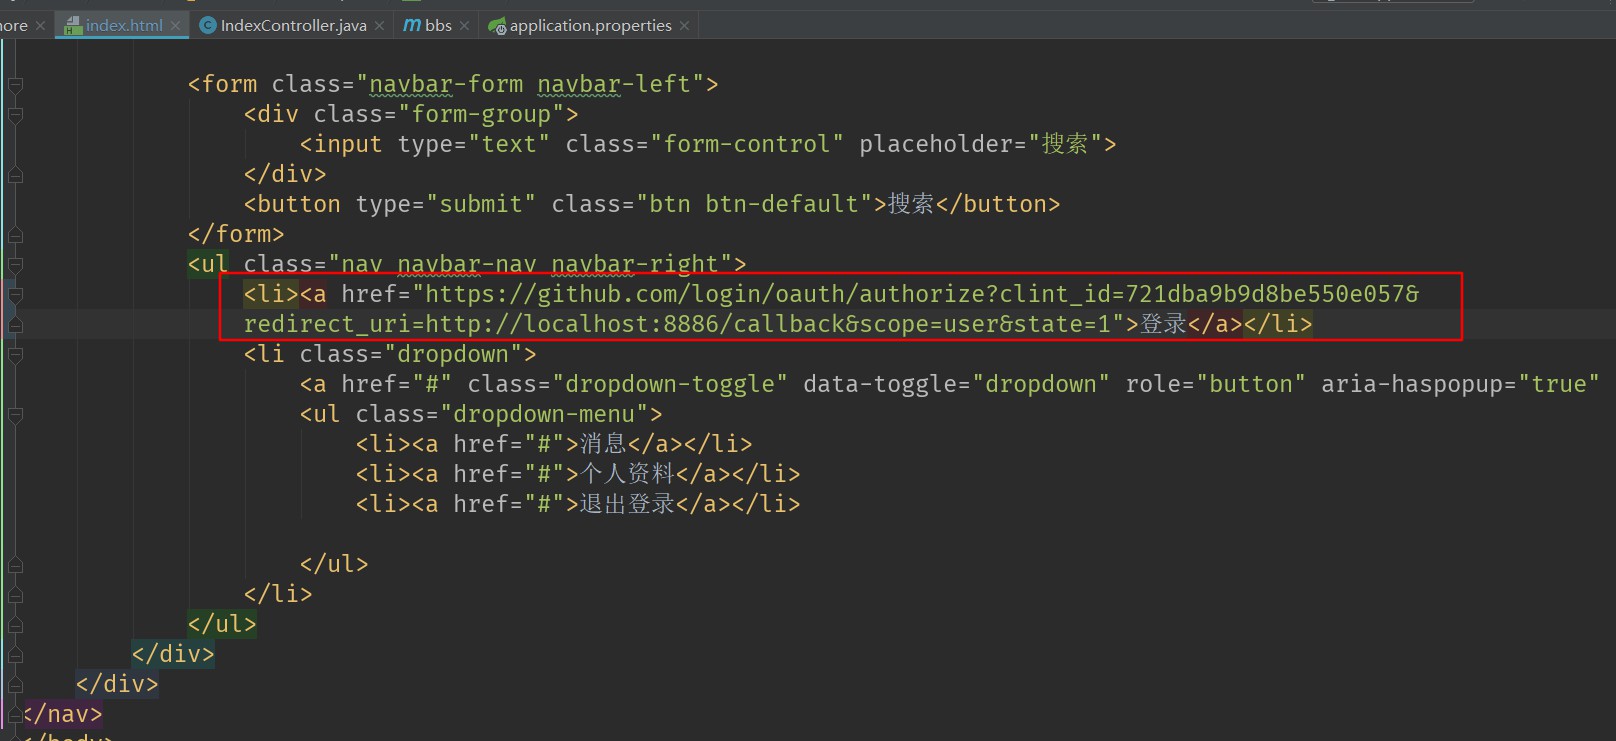 ore × index.html × IndexController.java × bbs × application.properties ×
<form class="navbar-form navbar-left">
<div class="form-group">
<input type="text" class="form-control" placeholder="搜索">
</div>
<button type="submit" class="btn btn-default">搜索</button>
</form>
<ul class="nav navbar-nav navbar-right">
<li><a href="https://github.com/login/oauth/authorize?clint_id=721dba9b9d8be550e057&
redirect_uri=http://localhost:8886/callback&scope=user&state=1">登录</a></li>
<li class="dropdown">
<a href="#" class="dropdown-toggle" data-toggle="dropdown" role="button" aria-haspopup="true"
<ul class="dropdown-menu">
<li><a href="#">消息</a></li>
<li><a href="#">个人资料</a></li>
<li><a href="#">退出登录</a></li>
</ul>
</li>
</ul>
</div>
</div>
</nav>
</body>